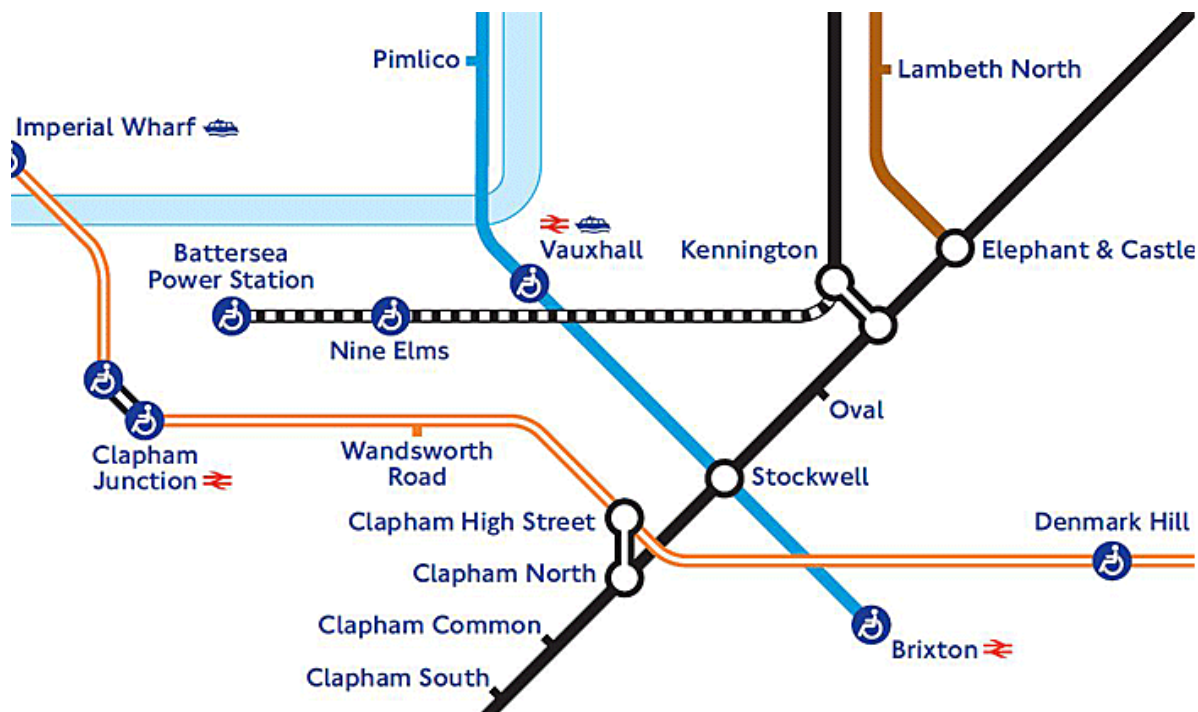 Pimlico
Lambeth North
Imperial Wharf
Vauxhall
Kennington
Elephant & Castle
Battersea
Power Station
Nine Elms
Oval
Clapham
Junction
Wandsworth
Road
Stockwell
Clapham High Street
Denmark Hill
Clapham North
Clapham Common
Brixton
Clapham South